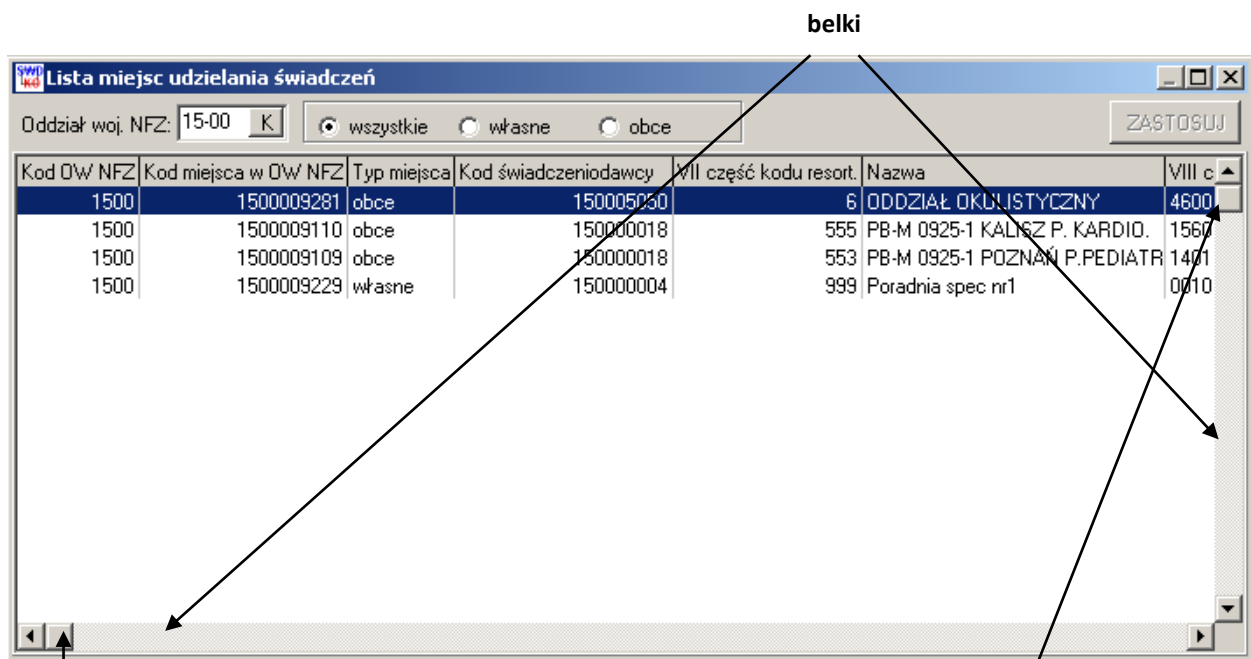 belki
SWD KO Lista miejsc udzielania świadczeń
Oddział woj. NFZ: 15-00 K wszystkie własne obce ZASTOSUJ
Kod OW NFZ Kod miejsca w OW NFZ Typ miejsca Kod świadczeniodawcy VII część kodu resort. Nazwa VIII c
1500 1500009281 obce 150005050 6 ODDZIAŁ OKULISTYCZNY 4600
1500 1500009110 obce 150000018 555 PB-M 0925-1 KALISZ P. KARDIO. 1560
1500 1500009109 obce 150000018 553 PB-M 0925-1 POZNAŃ P.PEDIATR 1401
1500 1500009229 własne 150000004 999 Poradnia spec nr1 0010